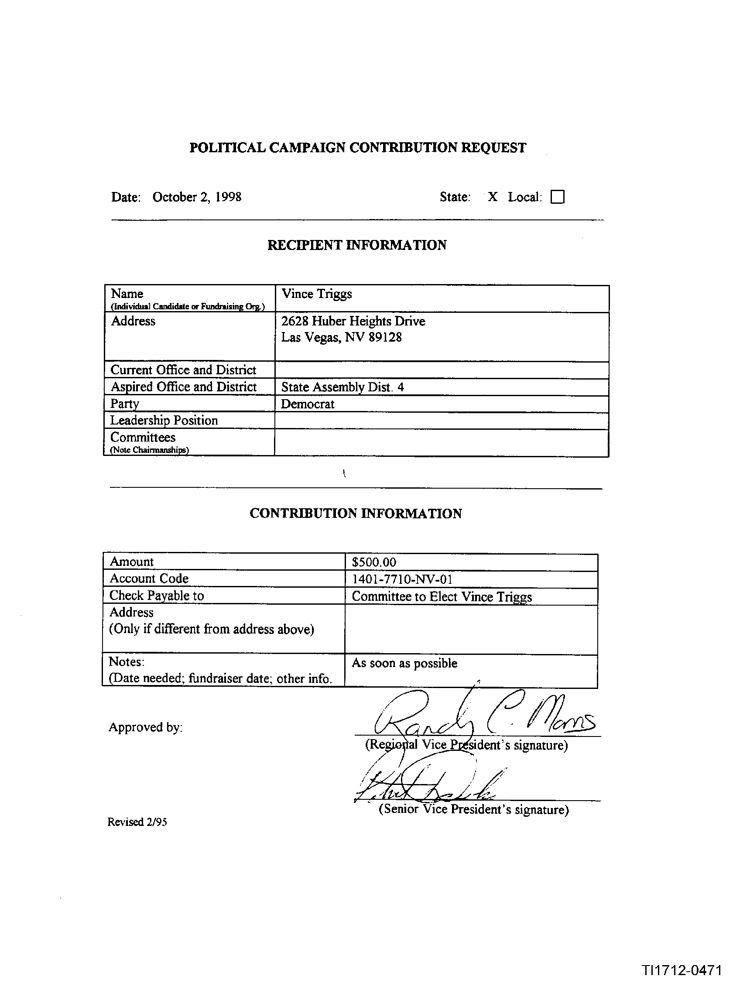 POLITICAL CAMPAIGN CONTRIBUTION REQUEST
Date: October 2, 1998 State: X Local:
RECIPIENT INFORMATION
Name Vince Triggs
(Individual Candidate or Fundraising Org.)
Address 2628 Huber Heights Drive
Las Vegas, NV 89128
Current Office and District
Aspired Office and District State Assembly Dist. 4
Party Democrat
Leadership Position
Committees
(Note Chairmanships)
CONTRIBUTION INFORMATION
Amount $500.00
Account Code 1401-7710-NV-01
Check Payable to Committee to Elect Vince Triggs
Address
(Only if different from address above)
Notes: As soon as possible
(Date needed; fundraiser date; other info.
Approved by: Randy C. Morris
(Regional Vice President's signature)
(Senior Vice President's signature)
Revised 2/95
TI1712-0471